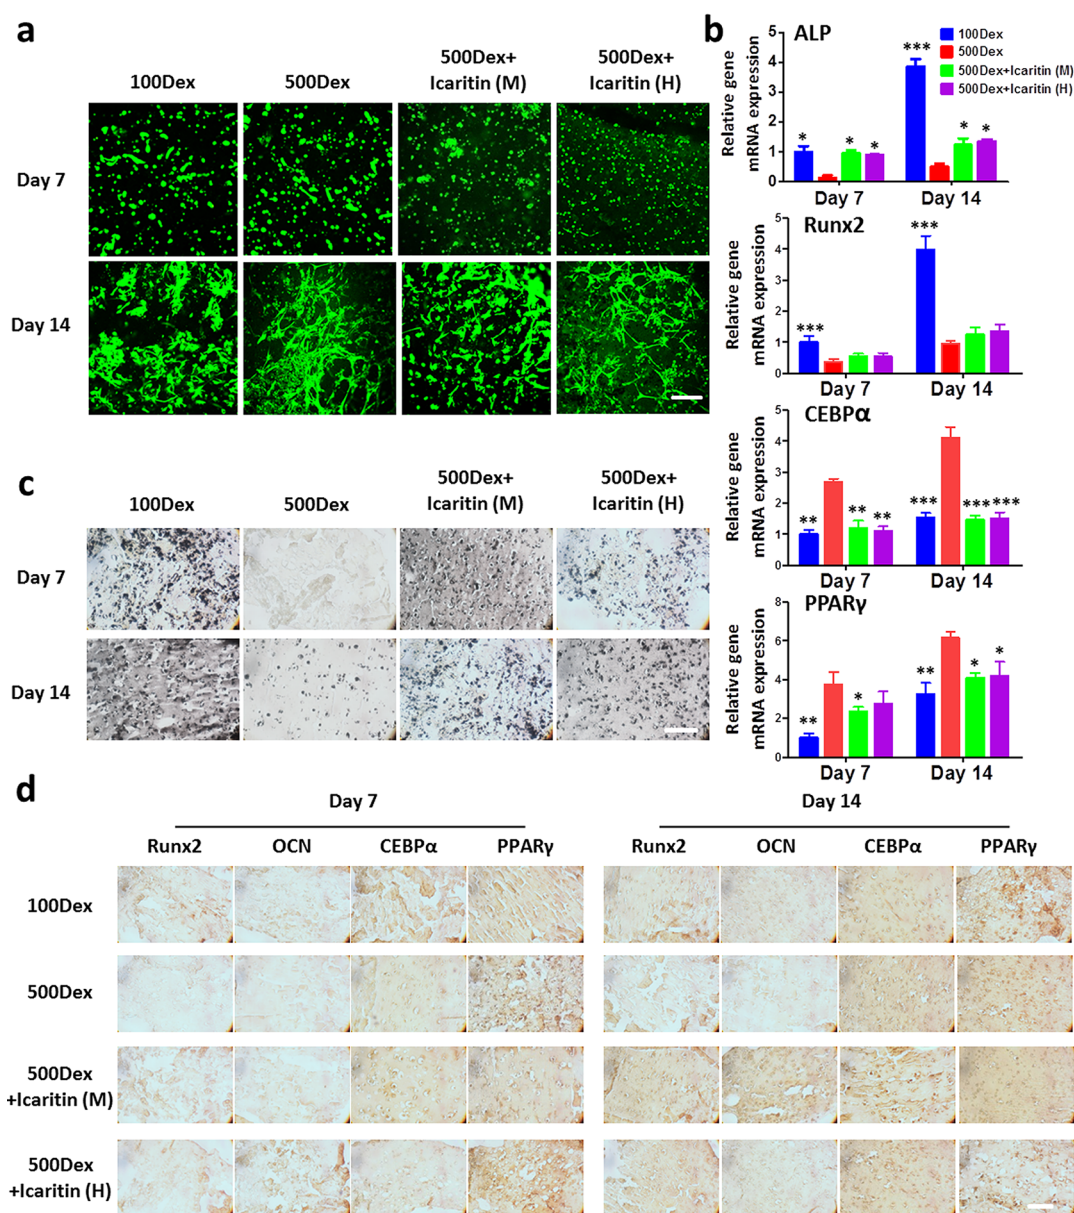 a
100Dex
500Dex
500Dex+
Icaritin (M)
500Dex+
Icaritin (H)
Day 7
Day 14
b
ALP
100Dex
500Dex
500Dex+Icaritin (M)
500Dex+Icaritin (H)
Relative gene
mRNA expression
5
4
3
2
1
0
*
*
*
***
*
*
Day 7
Day 14
Runx2
Relative gene
mRNA expression
5
4
3
2
1
0
***
***
Day 7
Day 14
CEBPα
Relative gene
mRNA expression
5
4
3
2
1
0
**
**
**
***
***
***
Day 7
Day 14
PPARγ
Relative gene
mRNA expression
8
6
4
2
0
**
*
**
*
*
Day 7
Day 14
c
100Dex
500Dex
500Dex+
Icaritin (M)
500Dex+
Icaritin (H)
Day 7
Day 14
d
Day 7
Day 14
Runx2 OCN CEBPα PPARγ
Runx2 OCN CEBPα PPARγ
100Dex
500Dex
500Dex
+Icaritin (M)
500Dex
+Icaritin (H)